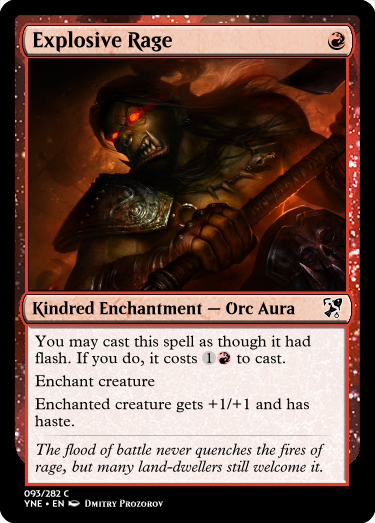 Explosive Rage
Kindred Enchantment — Orc Aura
You may cast this spell as though it had
flash. If you do, it costs 1 to cast.
Enchant creature
Enchanted creature gets +1/+1 and has
haste.
The flood of battle never quenches the fires of
rage, but many land-dwellers still welcome it.
093/282 C
YNE • EN Dmitry Prozorov